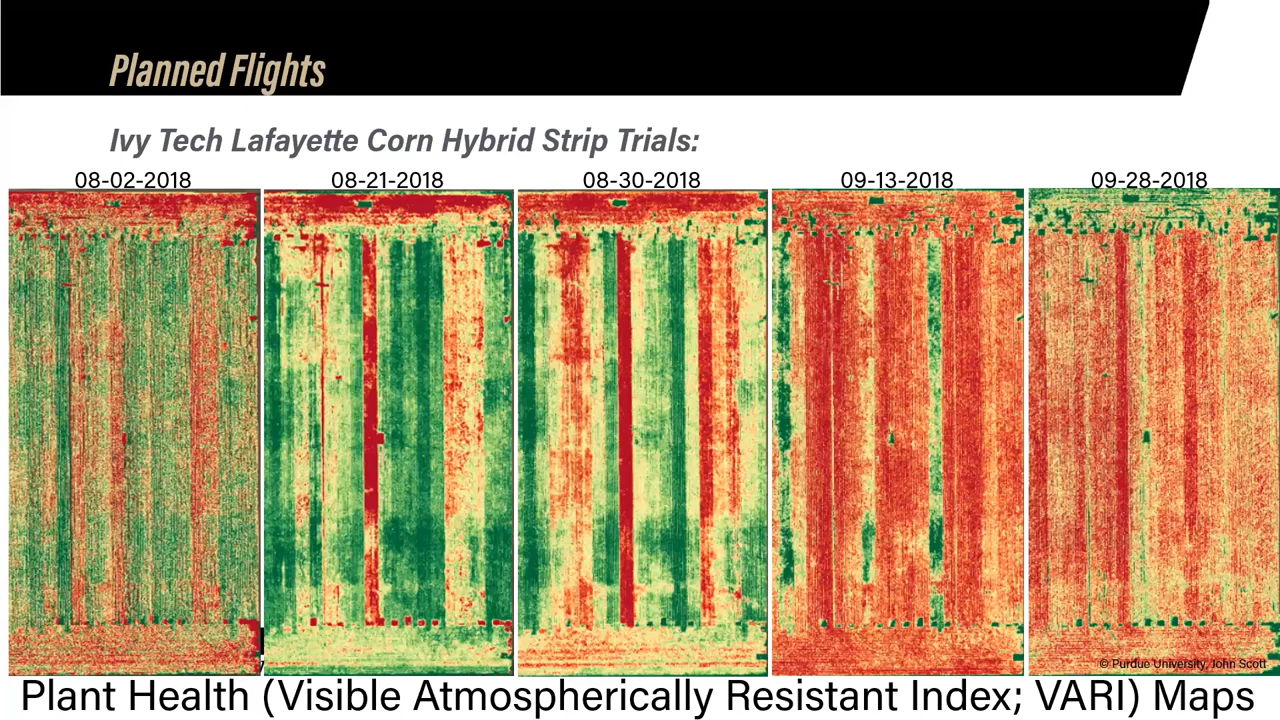 Planned Flights
Ivy Tech Lafayette Corn Hybrid Strip Trials:
08-02-2018 08-21-2018 08-30-2018 09-13-2018 09-28-2018
© Purdue University, John Scott
Plant Health (Visible Atmospherically Resistant Index; VARI) Maps